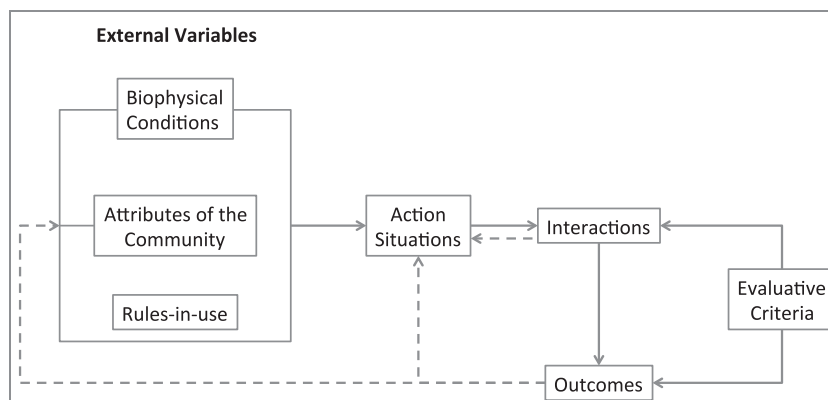 External Variables
Biophysical
Conditions
Attributes of the
Community
Rules-in-use
Action
Situations
Interactions
Evaluative
Criteria
Outcomes